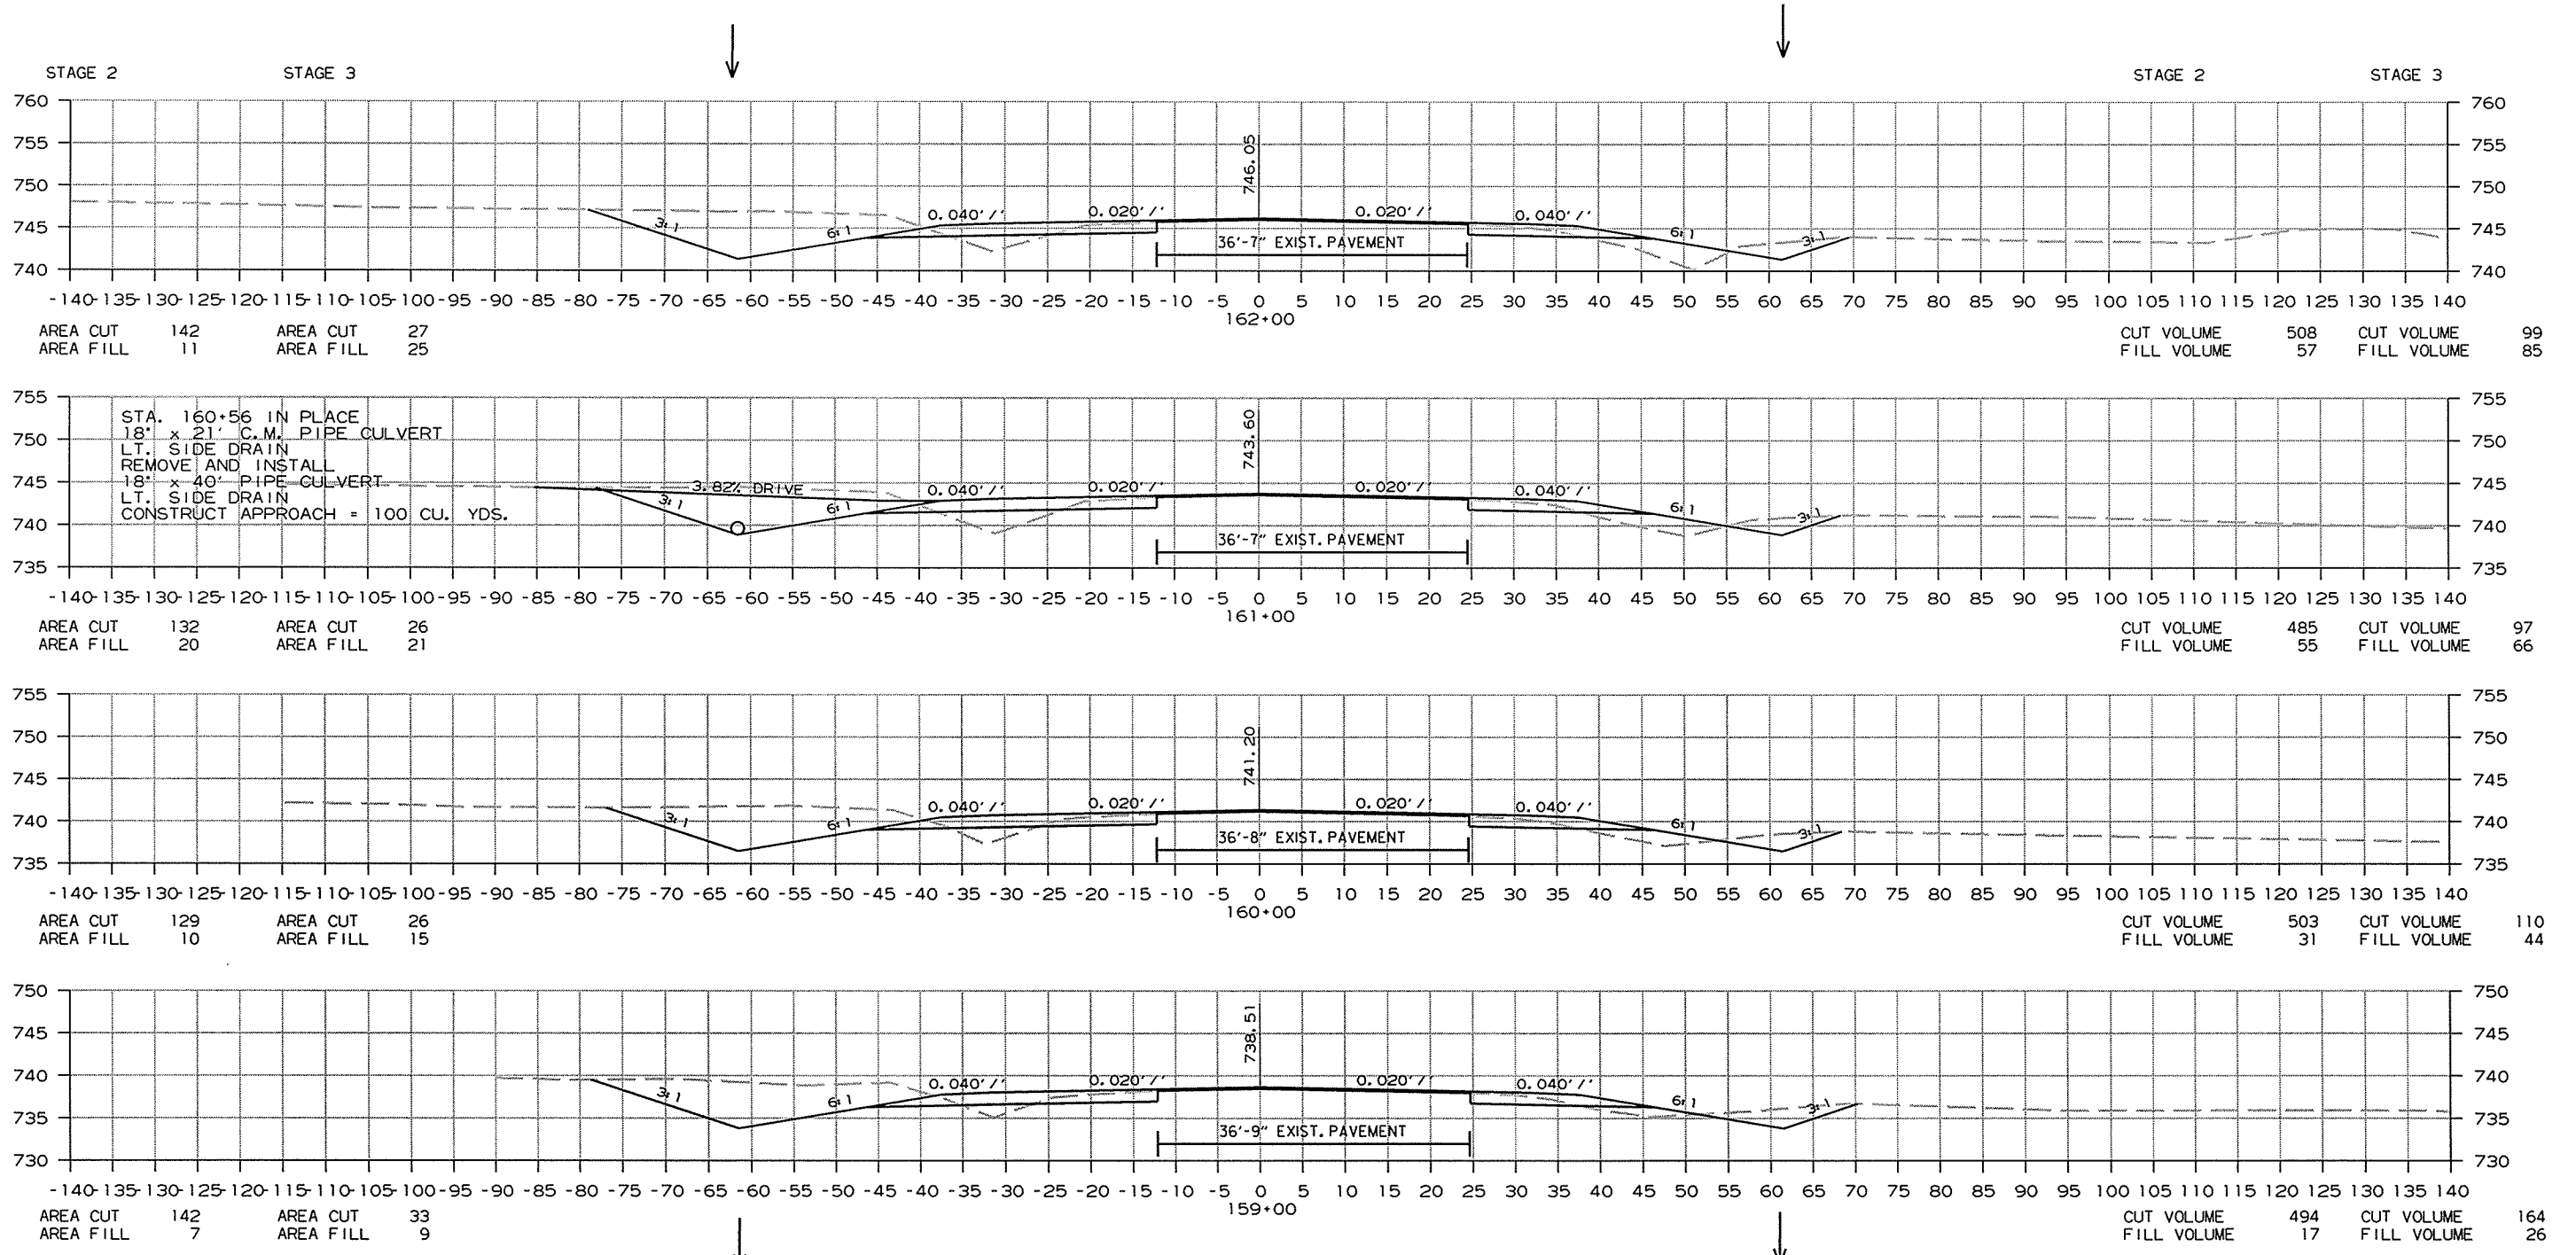 STAGE 2 STAGE 3 STAGE 2 STAGE 3
760 760
755 755
746.05
750 750
3:1 6:1 0.040'/' 0.020'/' 0.020'/' 0.040'/' 6:1 3:1
745 745
36'-7" EXIST. PAVEMENT
740 740
-140 -135 -130 -125 -120 -115 -110 -105 -100 -95 -90 -85 -80 -75 -70 -65 -60 -55 -50 -45 -40 -35 -30 -25 -20 -15 -10 -5 0 5 10 15 20 25 30 35 40 45 50 55 60 65 70 75 80 85 90 95 100 105 110 115 120 125 130 135 140
162+00
AREA CUT 142 AREA CUT 27 CUT VOLUME 508 CUT VOLUME 99
AREA FILL 11 AREA FILL 25 FILL VOLUME 57 FILL VOLUME 85
755 755
STA. 160+56 IN PLACE
18" x 21' C.M. PIPE CULVERT
743.60
750 750
LT. SIDE DRAIN
REMOVE AND INSTALL
18" x 40' PIPE CULVERT
745 745
LT. SIDE DRAIN
CONSTRUCT APPROACH = 100 CU. YDS.
3.82% DRIVE
3:1 6:1 0.040'/' 0.020'/' 0.020'/' 0.040'/' 6:1 3:1
740 740
36'-7" EXIST. PAVEMENT
735 735
-140 -135 -130 -125 -120 -115 -110 -105 -100 -95 -90 -85 -80 -75 -70 -65 -60 -55 -50 -45 -40 -35 -30 -25 -20 -15 -10 -5 0 5 10 15 20 25 30 35 40 45 50 55 60 65 70 75 80 85 90 95 100 105 110 115 120 125 130 135 140
161+00
AREA CUT 132 AREA CUT 26 CUT VOLUME 485 CUT VOLUME 97
AREA FILL 20 AREA FILL 21 FILL VOLUME 55 FILL VOLUME 66
755 755
750 750
741.20
745 745
3:1 6:1 0.040'/' 0.020'/' 0.020'/' 0.040'/' 6:1 3:1
740 740
36'-8" EXIST. PAVEMENT
735 735
-140 -135 -130 -125 -120 -115 -110 -105 -100 -95 -90 -85 -80 -75 -70 -65 -60 -55 -50 -45 -40 -35 -30 -25 -20 -15 -10 -5 0 5 10 15 20 25 30 35 40 45 50 55 60 65 70 75 80 85 90 95 100 105 110 115 120 125 130 135 140
160+00
AREA CUT 129 AREA CUT 26 CUT VOLUME 503 CUT VOLUME 110
AREA FILL 10 AREA FILL 15 FILL VOLUME 31 FILL VOLUME 44
750 750
738.51
745 745
740 740
3:1 6:1 0.040'/' 0.020'/' 0.020'/' 0.040'/' 6:1 3:1
735 735
36'-9" EXIST. PAVEMENT
730 730
-140 -135 -130 -125 -120 -115 -110 -105 -100 -95 -90 -85 -80 -75 -70 -65 -60 -55 -50 -45 -40 -35 -30 -25 -20 -15 -10 -5 0 5 10 15 20 25 30 35 40 45 50 55 60 65 70 75 80 85 90 95 100 105 110 115 120 125 130 135 140
159+00
AREA CUT 142 AREA CUT 33 CUT VOLUME 494 CUT VOLUME 164
AREA FILL 7 AREA FILL 9 FILL VOLUME 17 FILL VOLUME 26